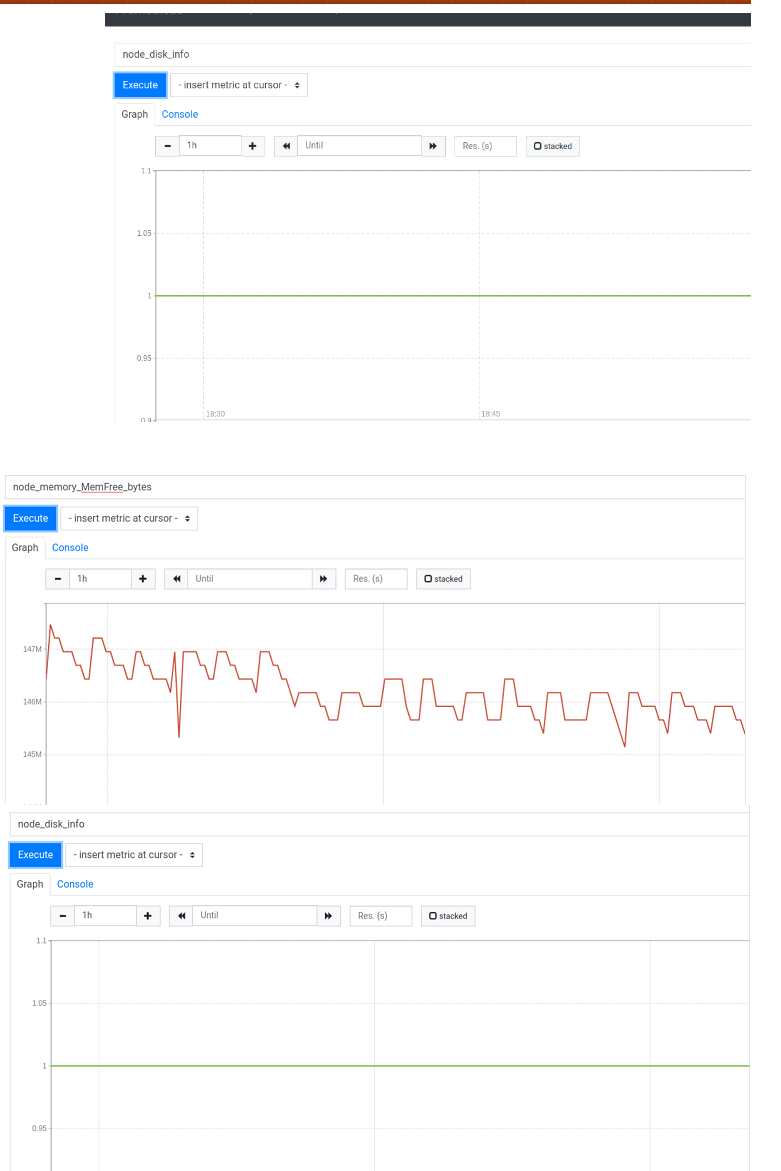 node_disk_info
Execute - insert metric at cursor -
Graph Console
1h Until Res. (s) stacked
1.1
1.05
1
0.95
0.9
18:30 18:45
node_memory_MemFree_bytes
Execute - insert metric at cursor -
Graph Console
1h Until Res. (s) stacked
147M
146M
145M
node_disk_info
Execute - insert metric at cursor -
Graph Console
1h Until Res. (s) stacked
1.1
1.05
1
0.95